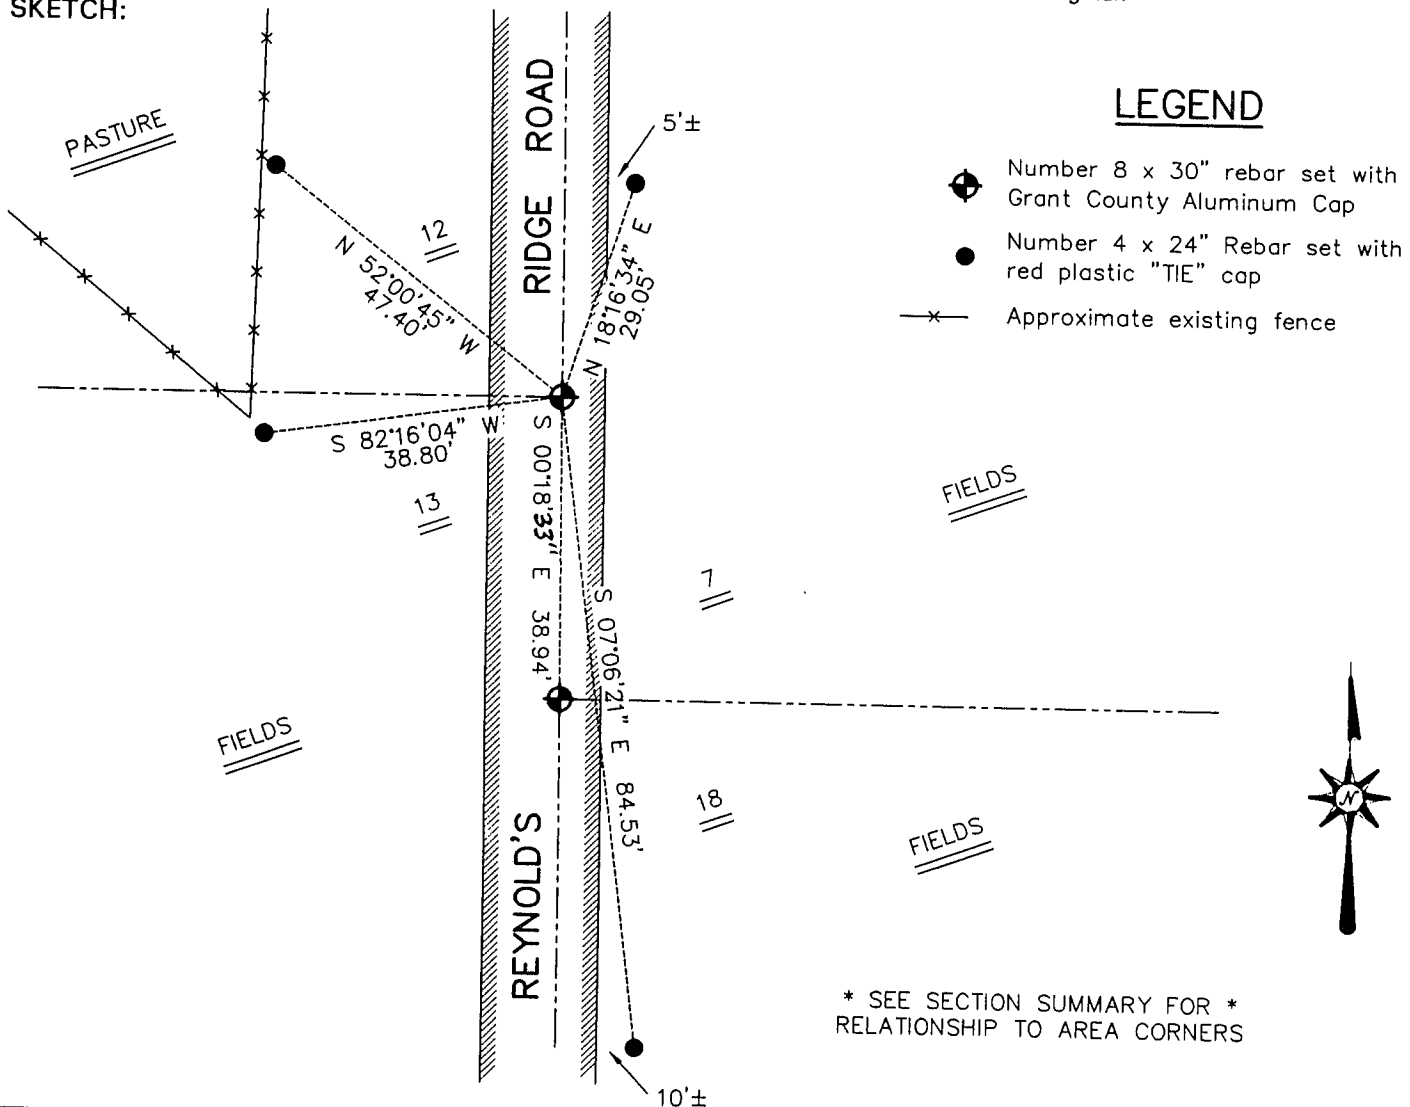 SKETCH:
PASTURE
RIDGE ROAD
5'±
12
N 52°00'45" W
47.40'
N 18°16'34" E
29.05'
LEGEND
Number 8 x 30" rebar set with
Grant County Aluminum Cap
Number 4 x 24" Rebar set with
red plastic "TIE" cap
Approximate existing fence
S 82°16'04" W
38.80'
13
S 00°18'33" E 38.94'
FIELDS
7
S 07°06'21" E 84.53'
FIELDS
REYNOLD'S
18
FIELDS
N
* SEE SECTION SUMMARY FOR *
RELATIONSHIP TO AREA CORNERS
10'±